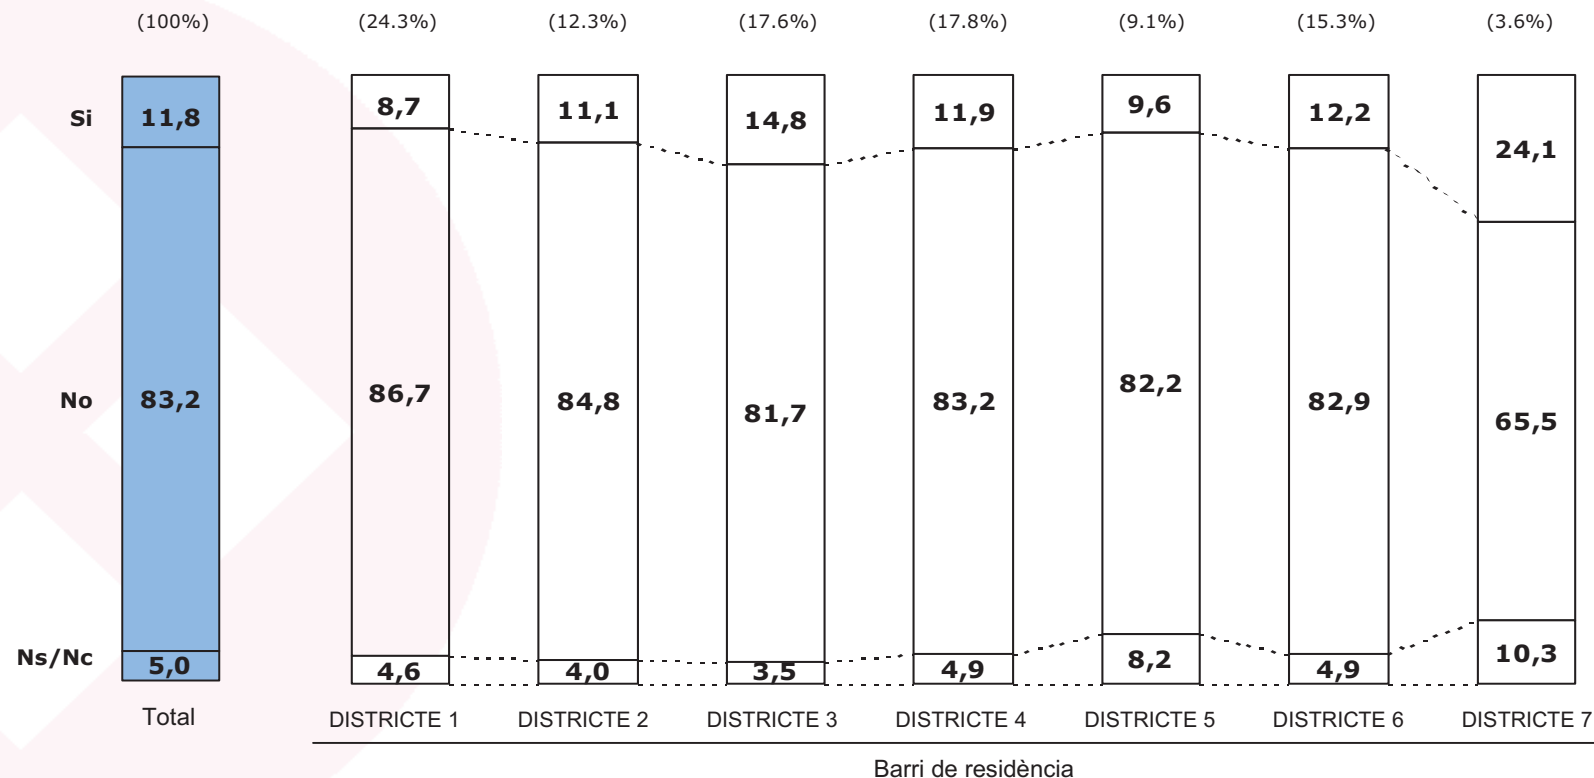 (100%) (24.3%) (12.3%) (17.6%) (17.8%) (9.1%) (15.3%) (3.6%)
Si 11,8 8,7 11,1 14,8 11,9 9,6 12,2 24,1
No 83,2 86,7 84,8 81,7 83,2 82,2 82,9 65,5
Ns/Nc 5,0 4,6 4,0 3,5 4,9 8,2 4,9 10,3
Total DISTRICTE 1 DISTRICTE 2 DISTRICTE 3 DISTRICTE 4 DISTRICTE 5 DISTRICTE 6 DISTRICTE 7
Barri de residència